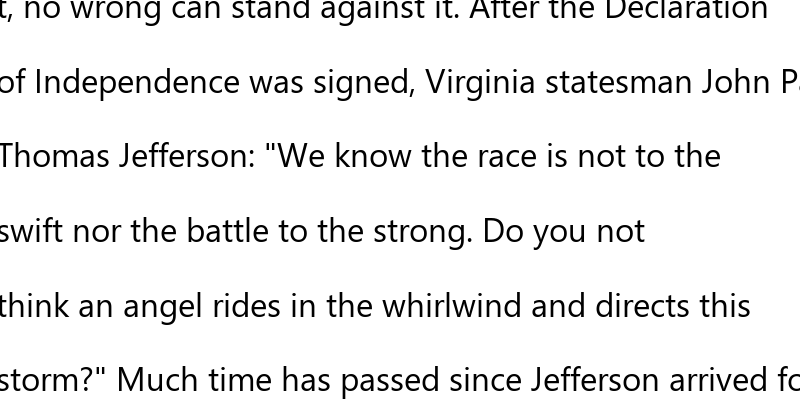 no wrong can stand against it. After the Declaration
of Independence was signed, Virginia statesman John
Thomas Jefferson: "We know the race is not to the
swift nor the battle to the strong. Do you not
think an angel rides in the whirlwind and directs this
storm?" Much time has passed since Jefferson arrived